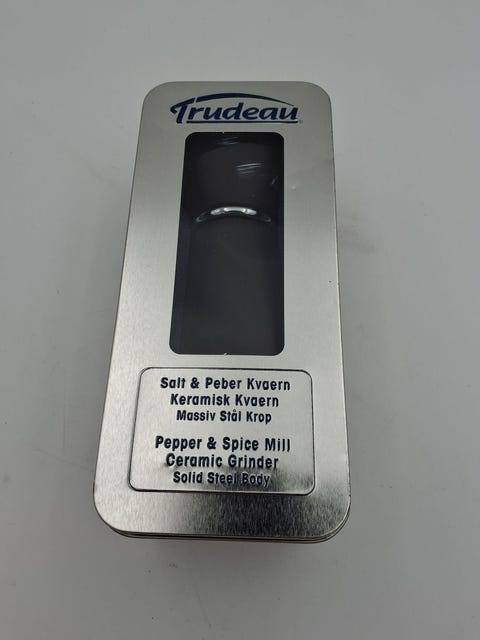 Trudeau
Salt & Peber Kvaern
Keramisk Kvaern
Massiv Stål Krop
Pepper & Spice Mill
Ceramic Grinder
Solid Steel Body